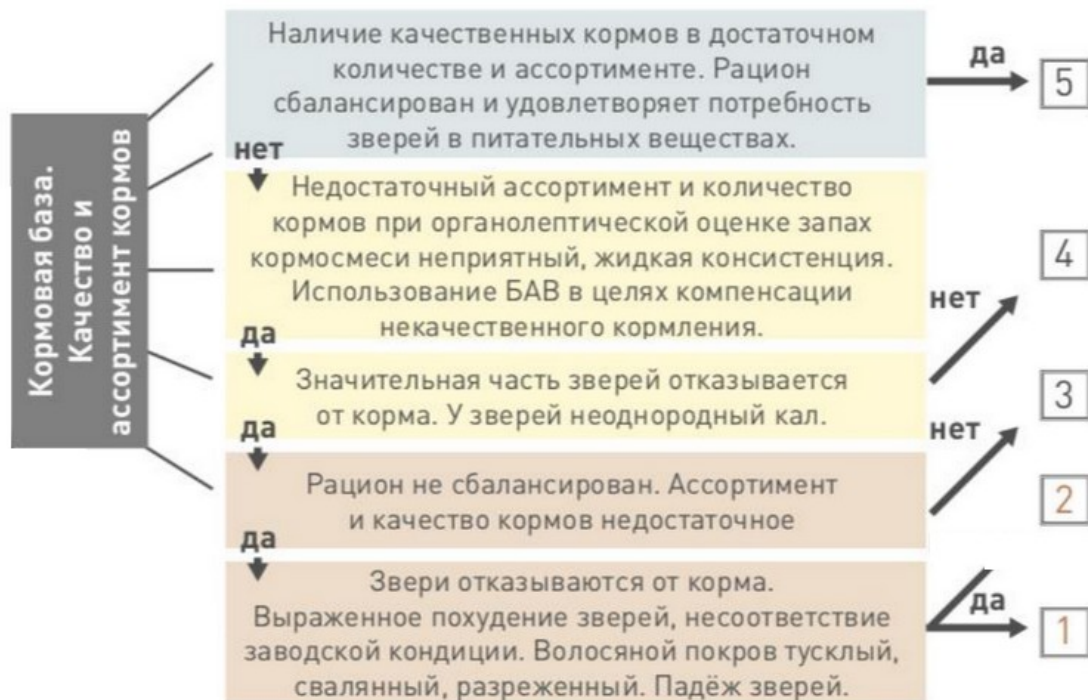 Кормовая база.
Качество и
ассортимент кормов
Наличие качественных кормов в достаточном
количестве и ассортименте. Рацион
сбалансирован и удовлетворяет потребность
зверей в питательных веществах.
да
5
нет
Недостаточный ассортимент и количество
кормов при органолептической оценке запах
кормосмеси неприятный, жидкая консистенция.
Использование БАВ в целях компенсации
некачественного кормления.
4
нет
да
Значительная часть зверей отказывается
от корма. У зверей неоднородный кал.
3
нет
да
Рацион не сбалансирован. Ассортимент
и качество кормов недостаточное
2
да
Звери отказываются от корма.
Выраженное похудение зверей, несоответствие
заводской кондиции. Волосяной покров тусклый,
свалянный, разреженный. Падёж зверей.
да
1